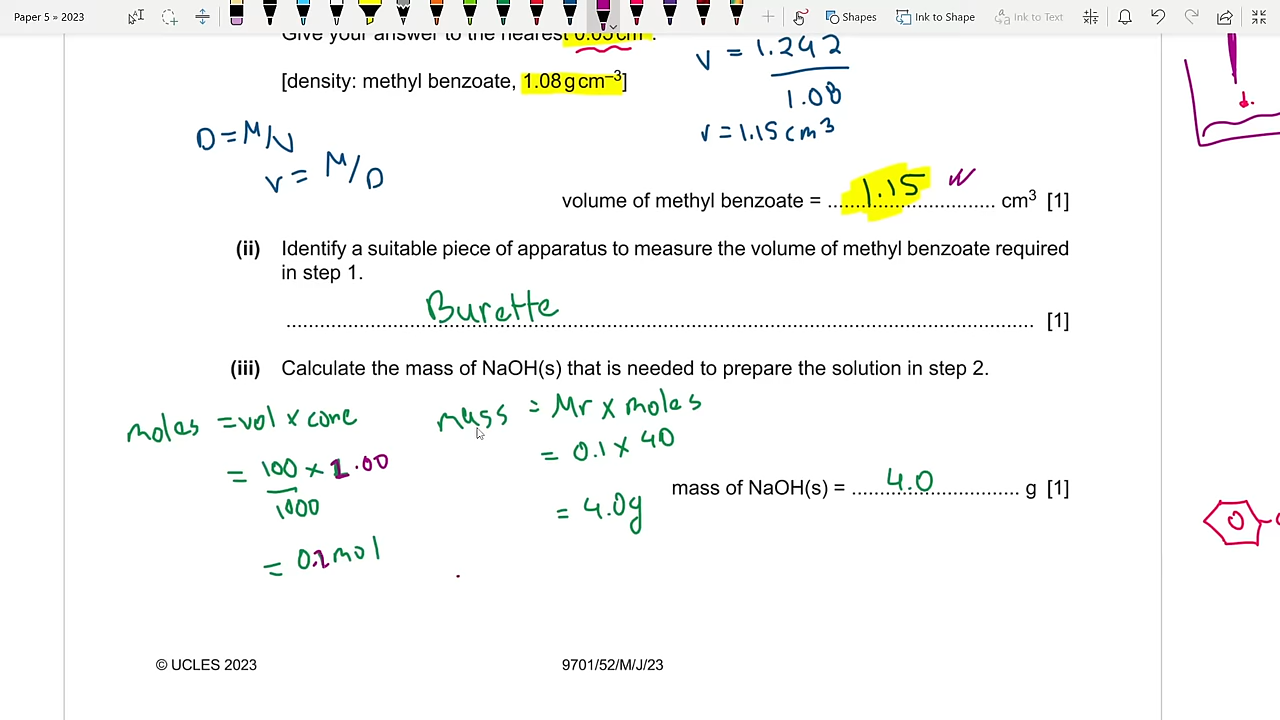 Paper 5 » 2023
Shapes
Ink to Shape
Ink to Text
Give your answer to the nearest 0.05 cm³.
v = 1.242
1.08
[density: methyl benzoate, 1.08 g cm⁻³]
v = 1.15 cm³
D = M/V
v = M/D
volume of methyl benzoate = ........1.15........ cm³ [1]
(ii) Identify a suitable piece of apparatus to measure the volume of methyl benzoate required
in step 1.
Burette
[1]
(iii) Calculate the mass of NaOH(s) that is needed to prepare the solution in step 2.
moles = vol × conc
= 100 × 1.00
1000
= 0.1 mol
mass = Mr × moles
= 0.1 × 40
= 4.0g
mass of NaOH(s) = ........4.0........ g [1]
© UCLES 2023
9701/52/M/J/23